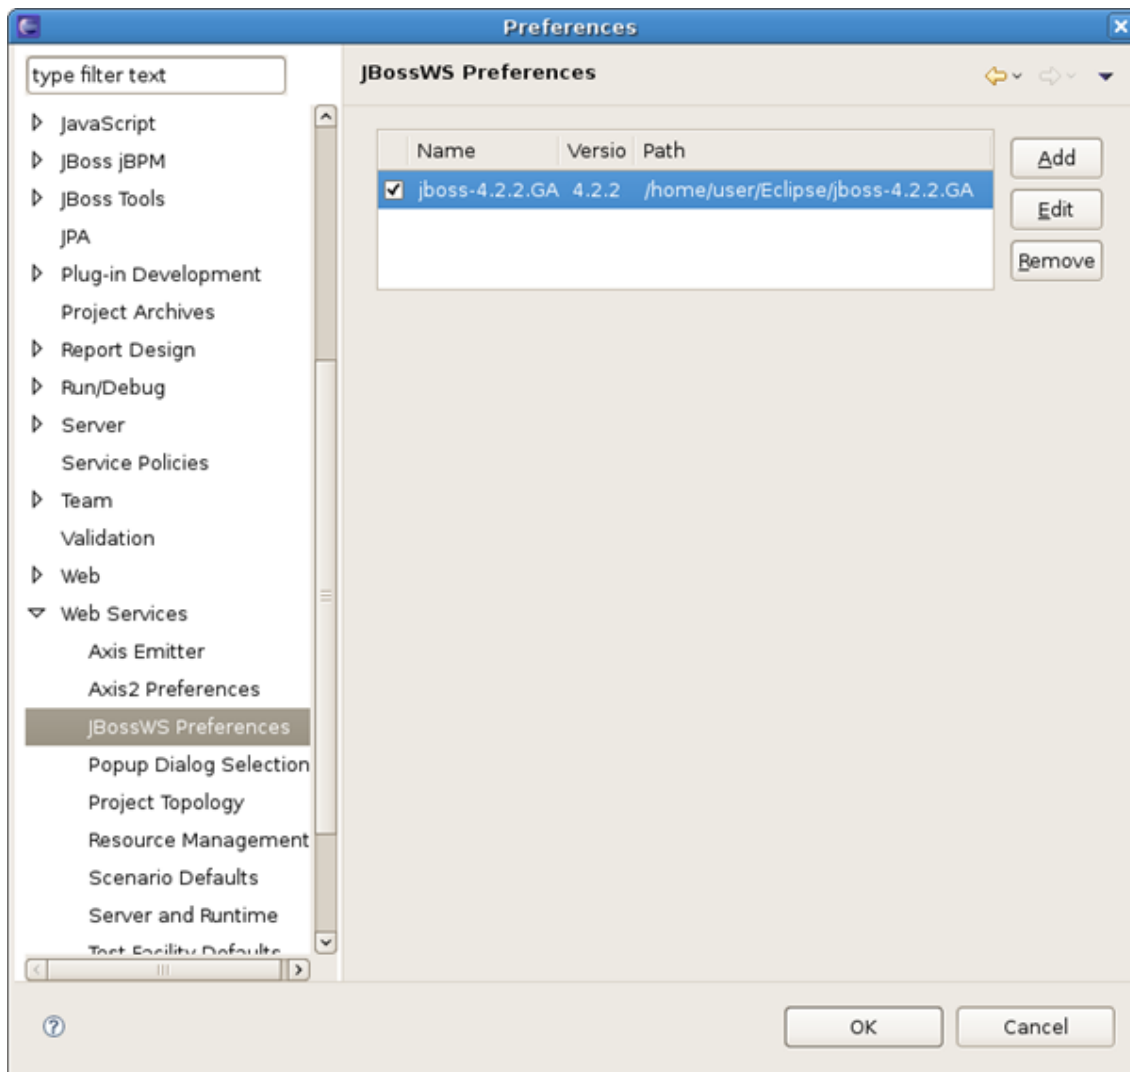 Preferences
type filter text
JBossWS Preferences
JavaScript
JBoss jBPM
JBoss Tools
JPA
Plug-in Development
Project Archives
Report Design
Run/Debug
Server
Service Policies
Team
Validation
Web
Web Services
Axis Emitter
Axis2 Preferences
JBossWS Preferences
Popup Dialog Selection
Project Topology
Resource Management
Scenario Defaults
Server and Runtime
Test Facility Defaults
Name Versio Path
jboss-4.2.2.GA 4.2.2 /home/user/Eclipse/jboss-4.2.2.GA
Add
Edit
Remove
OK Cancel